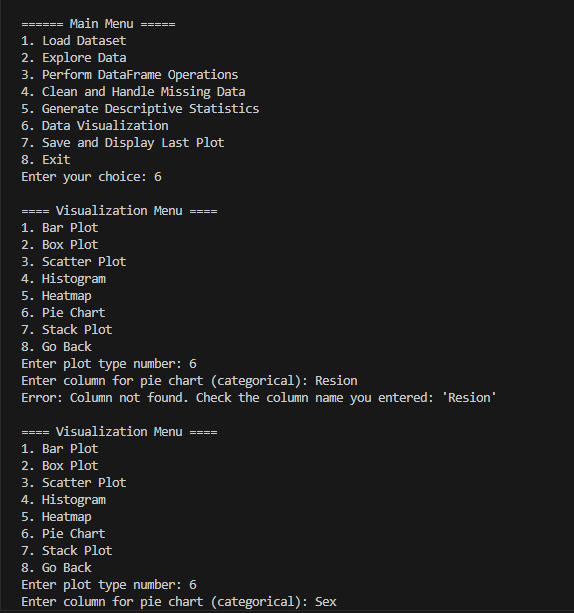 ====== Main Menu =====
1. Load Dataset
2. Explore Data
3. Perform DataFrame Operations
4. Clean and Handle Missing Data
5. Generate Descriptive Statistics
6. Data Visualization
7. Save and Display Last Plot
8. Exit
Enter your choice: 6
==== Visualization Menu ====
1. Bar Plot
2. Box Plot
3. Scatter Plot
4. Histogram
5. Heatmap
6. Pie Chart
7. Stack Plot
8. Go Back
Enter plot type number: 6
Enter column for pie chart (categorical): Resion
Error: Column not found. Check the column name you entered: 'Resion'
==== Visualization Menu ====
1. Bar Plot
2. Box Plot
3. Scatter Plot
4. Histogram
5. Heatmap
6. Pie Chart
7. Stack Plot
8. Go Back
Enter plot type number: 6
Enter column for pie chart (categorical): Sex